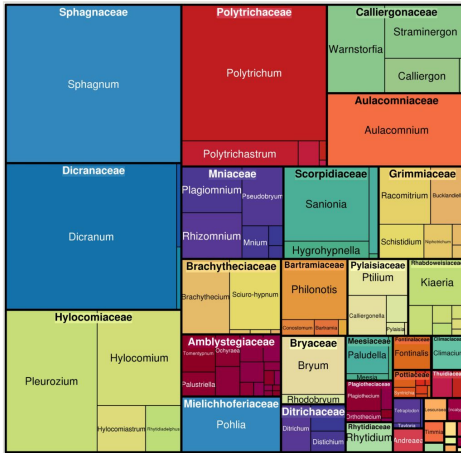 Sphagnaceae
Sphagnum
Polytrichaceae
Polytrichum
Polytrichastrum
Calliergonaceae
Warnstorfia
Straminergon
Calliergon
Aulacomniaceae
Aulacomnium
Dicranaceae
Dicranum
Mniaceae
Plagiomnium
Pseudobryum
Rhizomnium
Mnium
Scorpidiaceae
Sanionia
Hygrohypnella
Grimmiaceae
Racomitrium
Bucklandiella
Schistidium
Hylocomiaceae
Pleurozium
Hylocomium
Hylocomiastrum
Rhytidiadelphus
Brachytheciaceae
Brachythecium
Sciuro-hypnum
Bartramiaceae
Philonotis
Conostomum
Bartramia
Pylaisiaceae
Ptilium
Calliergonella
Pylaisia
Rhabdoweisiaceae
Kiaeria
Amblystegiaceae
Tomentypnum
Ochyraea
Palustriella
Bryaceae
Bryum
Rhodobryum
Meesiaceae
Paludella
Meesia
Fontinalaceae
Fontinalis
Climaciaceae
Climacium
Mielichhoferiaceae
Pohlia
Ditrichaceae
Ditrichum
Distichium
Plagiotheciaceae
Plagiothecium
Orthothecium
Rhytidiaceae
Rhytidium
Pottiaceae
Thuidiaceae
Tetraplodon
Tayloria
Andreaea
Timmia